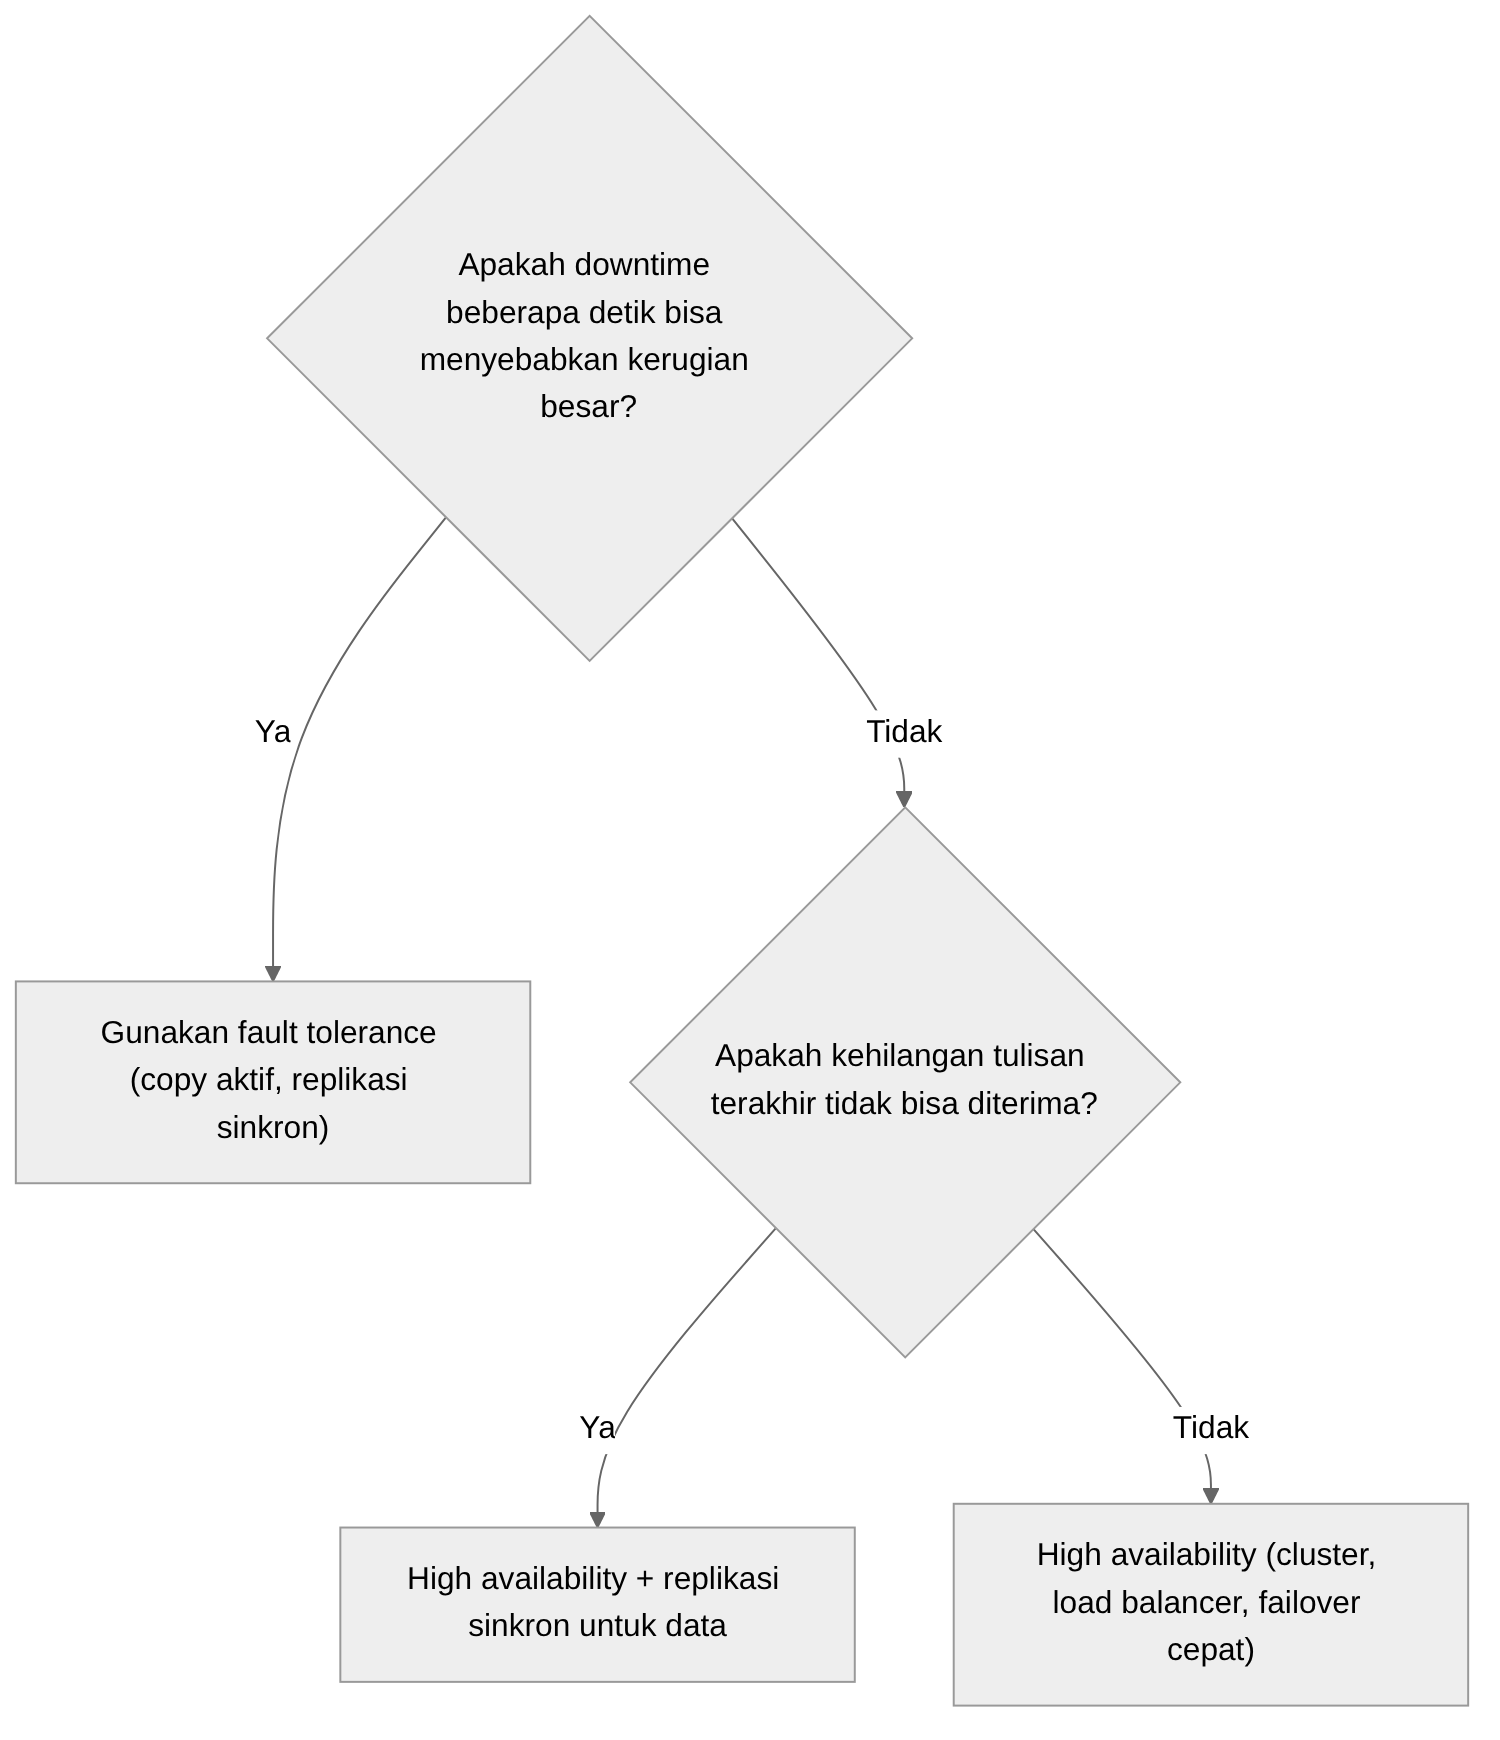 Apakah downtime
beberapa detik bisa
menyebabkan kerugian
besar?
Ya
Tidak
Gunakan fault tolerance
(copy aktif, replikasi
sinkron)
Apakah kehilangan tulisan
terakhir tidak bisa diterima?
Ya
Tidak
High availability + replikasi
sinkron untuk data
High availability (cluster,
load balancer, failover
cepat)